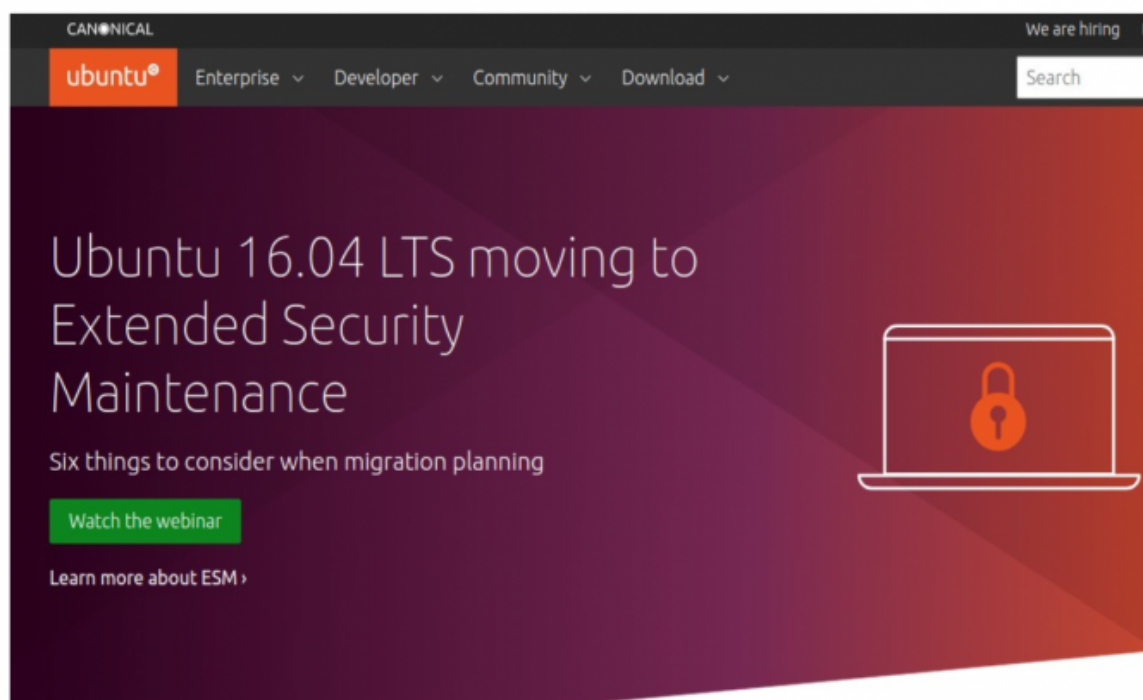 CANONICAL
We are hiring
ubuntu
Enterprise
Developer
Community
Download
Search
Ubuntu 16.04 LTS moving to
Extended Security
Maintenance
Six things to consider when migration planning
Watch the webinar
Learn more about ESM ›